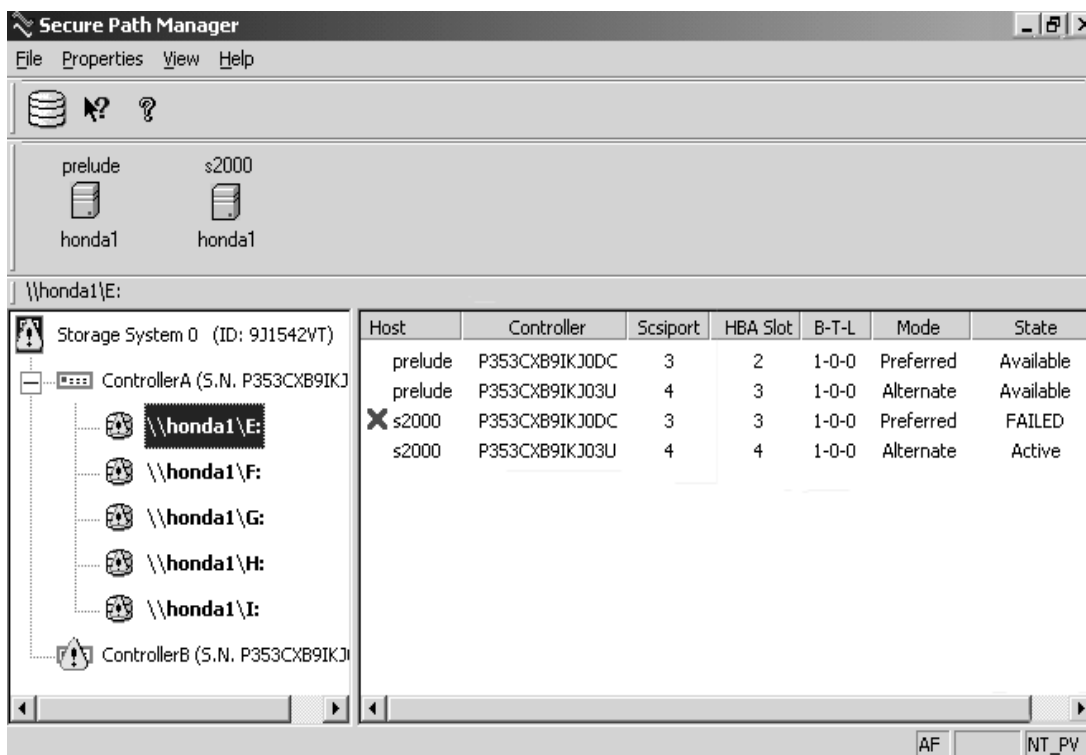 Secure Path Manager
File Properties View Help
prelude s2000
honda1 honda1
\\honda1\E:
Storage System 0 (ID: 9J1542VT)
ControllerA (S.N. P353CXB9IKJ
\\honda1\E:
\\honda1\F:
\\honda1\G:
\\honda1\H:
\\honda1\I:
ControllerB (S.N. P353CXB9IKJ
Host Controller Scsiport HBA Slot B-T-L Mode State
prelude P353CXB9IKJ0DC 3 2 1-0-0 Preferred Available
prelude P353CXB9IKJ03U 4 3 1-0-0 Alternate Available
s2000 P353CXB9IKJ0DC 3 3 1-0-0 Preferred FAILED
s2000 P353CXB9IKJ03U 4 4 1-0-0 Alternate Active
AF NT_PV